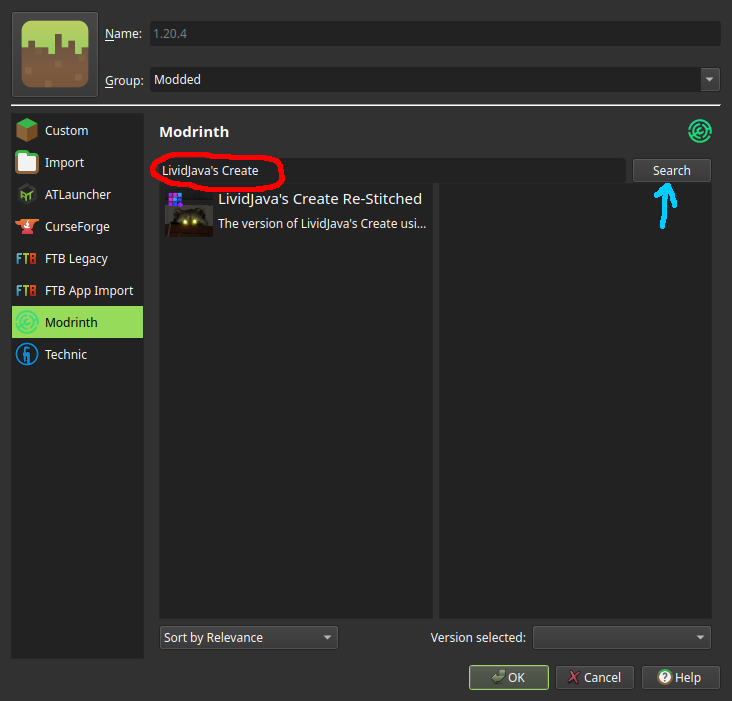 Name: 1.20.4
Group: Modded
Custom
Import
ATLauncher
CurseForge
FTB FTB Legacy
FTB FTB App Import
Modrinth
Technic
Modrinth
LividJava's Create
Search
LividJava's Create Re-Stitched
The version of LividJava's Create usi...
Sort by Relevance
Version selected:
OK
Cancel
Help